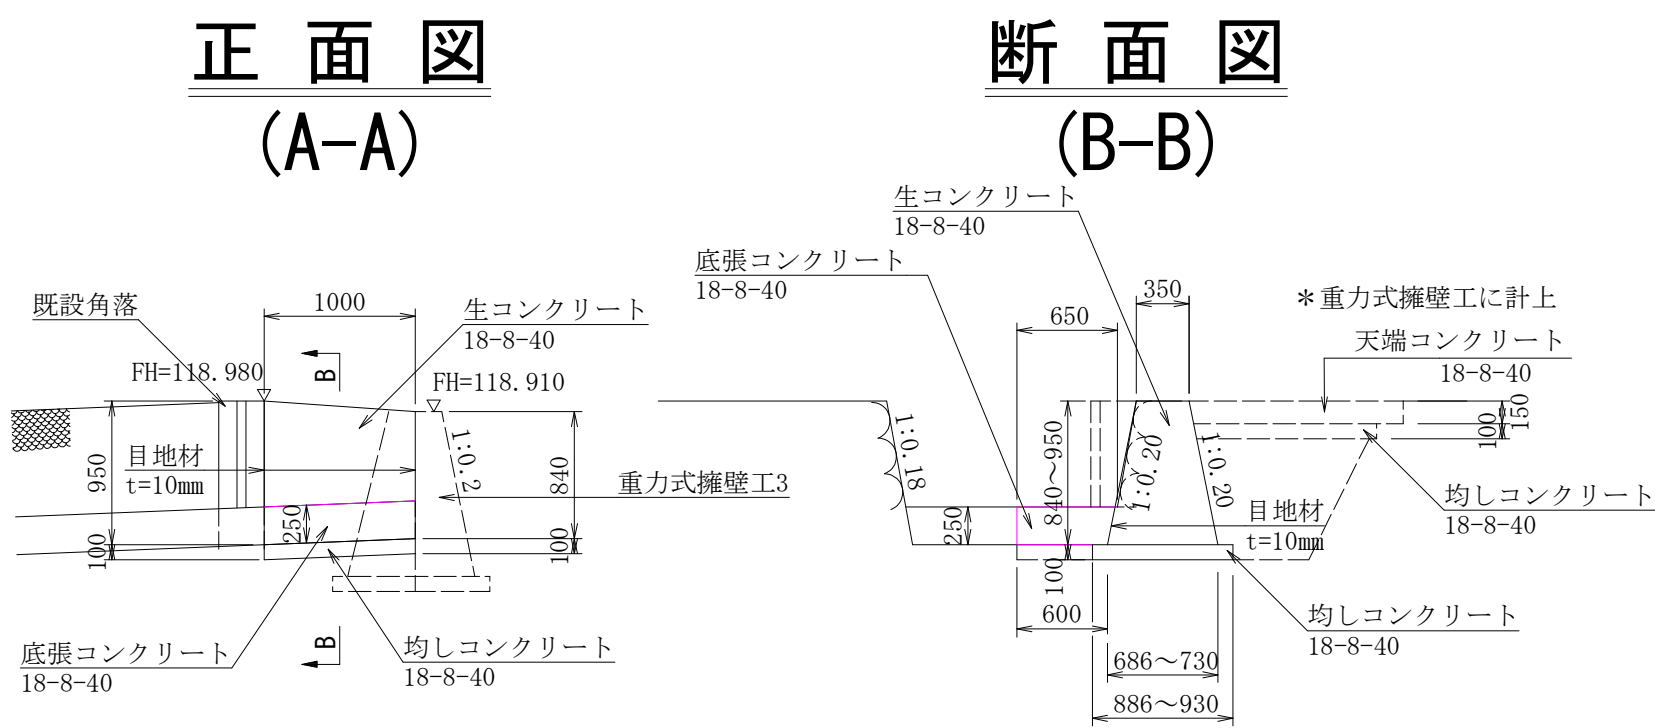 正面図
(A-A)
既設角落
1000
生コンクリート
18-8-40
FH=118.980
B
FH=118.910
950
目地材
t=10mm
1:0.2
840
重力式擁壁工3
250
100
100
底張コンクリート
18-8-40
B
均しコンクリート
18-8-40
断面図
(B-B)
生コンクリート
18-8-40
底張コンクリート
18-8-40
350
650
＊重力式擁壁工に計上
天端コンクリート
18-8-40
150
100
1:0.18
840～950
1:0.20
1:0.20
均しコンクリート
18-8-40
250
目地材
t=10mm
100
600
均しコンクリート
18-8-40
686～730
886～930